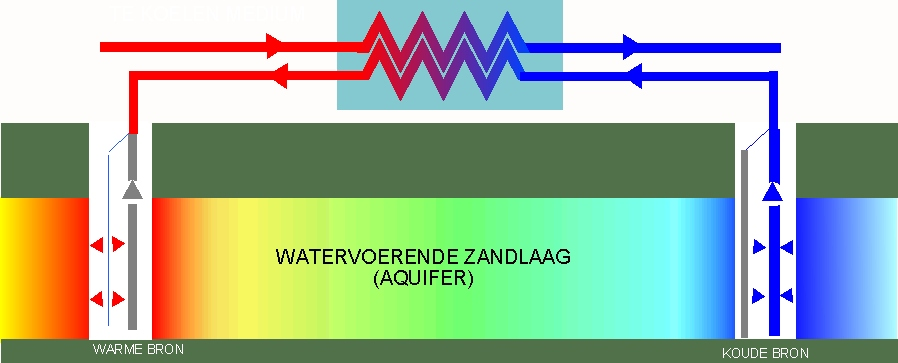 WATERVOERENDE ZANDLAAG
(AQUIFER)
WARME BRON
KOUDE BRON